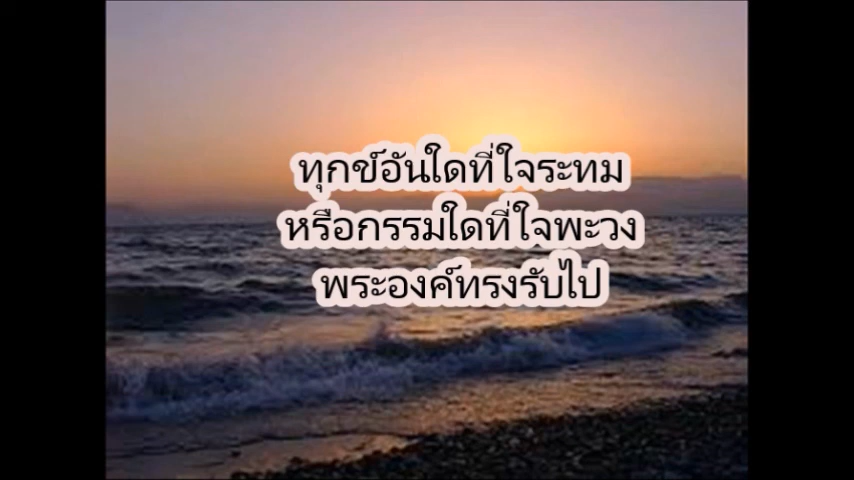 ทุกข์อันใดที่ใจระทม
หรือกรรมใดที่ใจพะวง
พระองค์ทรงรับไป